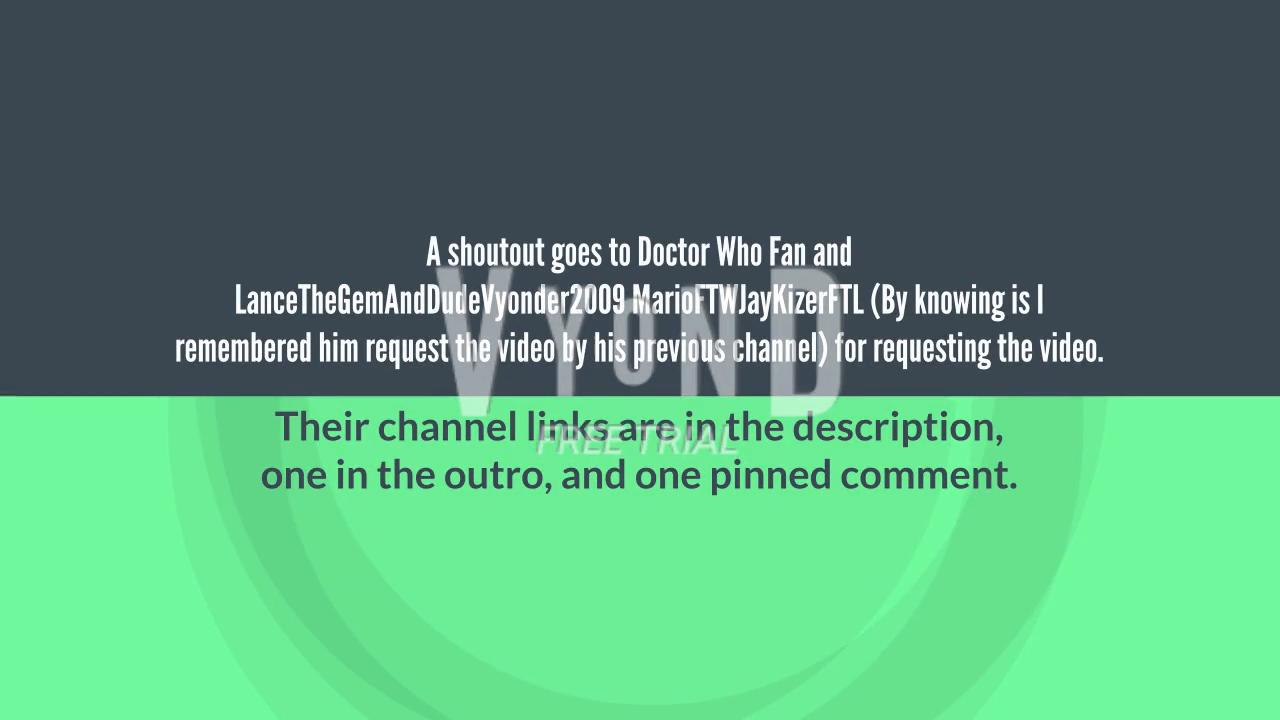 A shoutout goes to Doctor Who Fan and
LanceTheGemAndDudeVyonder2009 MarioFTWJayKizerFTL (By knowing is I
remembered him request the video by his previous channel) for requesting the video.
VYOND
FREE TRIAL
Their channel links are in the description,
one in the outro, and one pinned comment.